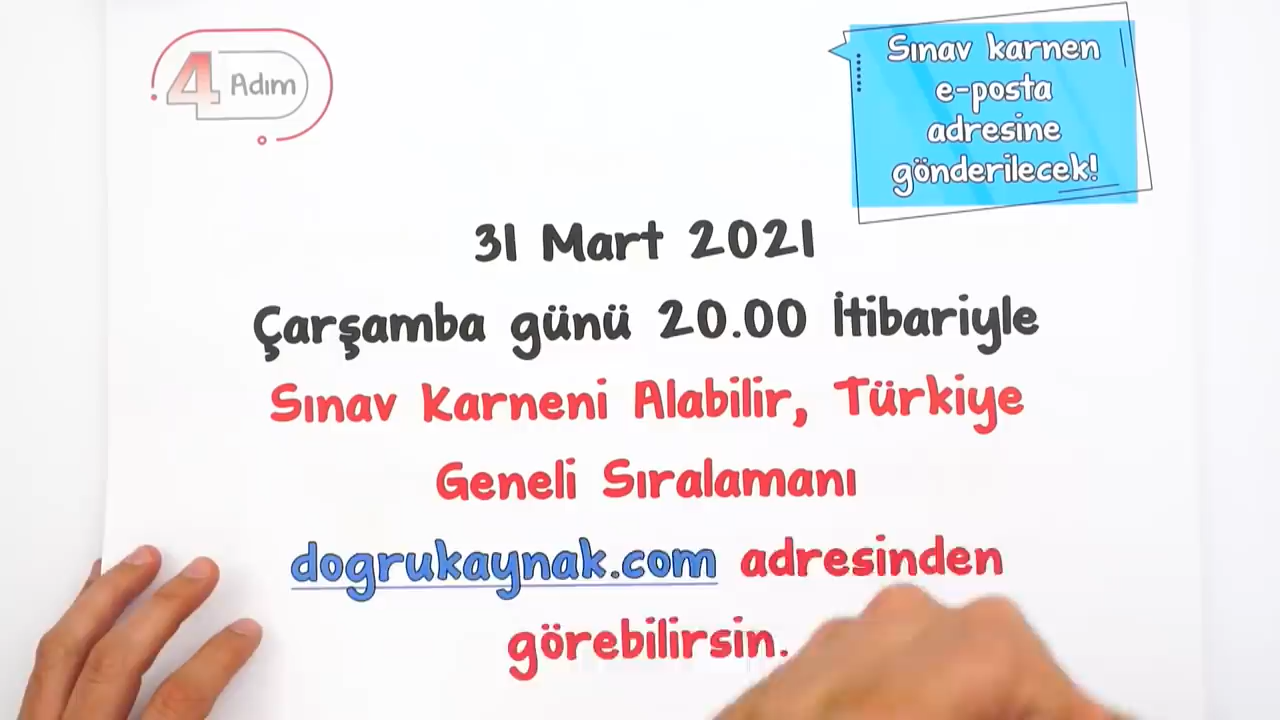 4 Adım
Sınav karnen
e-posta
adresine
gönderilecek!
31 Mart 2021
Çarşamba günü 20.00 İtibariyle
Sınav Karneni Alabilir, Türkiye
Geneli Sıralamanı
dogrukaynak.com adresinden
görebilirsin.